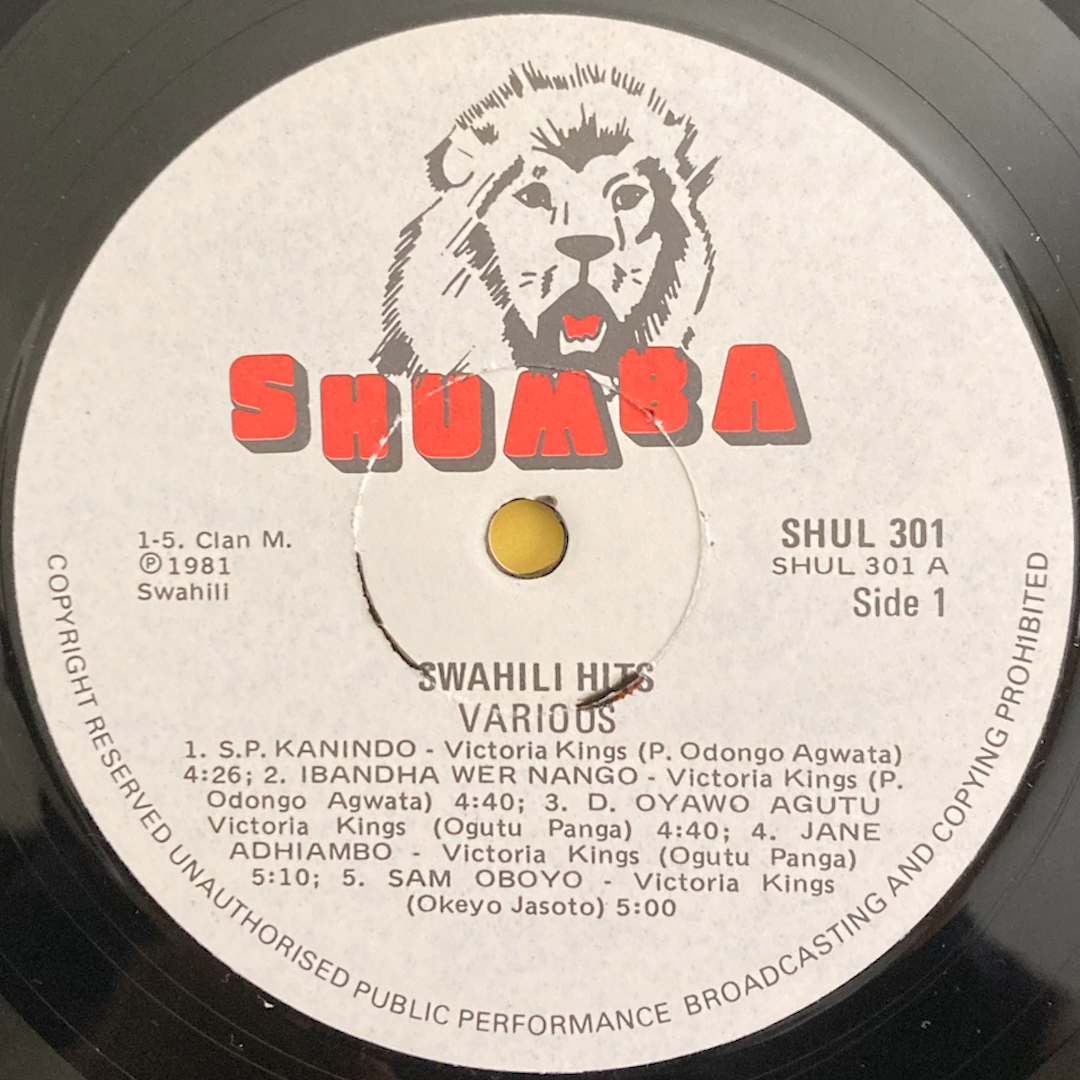 SHUMBA
1-5. Clan M.
℗1981
Swahili
SHUL 301
SHUL 301 A
Side 1
SWAHILI HITS
VARIOUS
1. S.P. KANINDO - Victoria Kings (P. Odongo Agwata)
4:26; 2. IBANDHA WER NANGO - Victoria Kings (P.
Odongo Agwata) 4:40; 3. D. OYAWO AGUTU
Victoria Kings (Ogutu Panga) 4:40; 4. JANE
ADHIAMBO - Victoria Kings (Ogutu Panga)
5:10; 5. SAM OBOYO - Victoria Kings
(Okeyo Jasoto) 5:00
COPYRIGHT RESERVED UNAUTHORISED PUBLIC PERFORMANCE BROADCASTING AND COPYING PROHIBITED